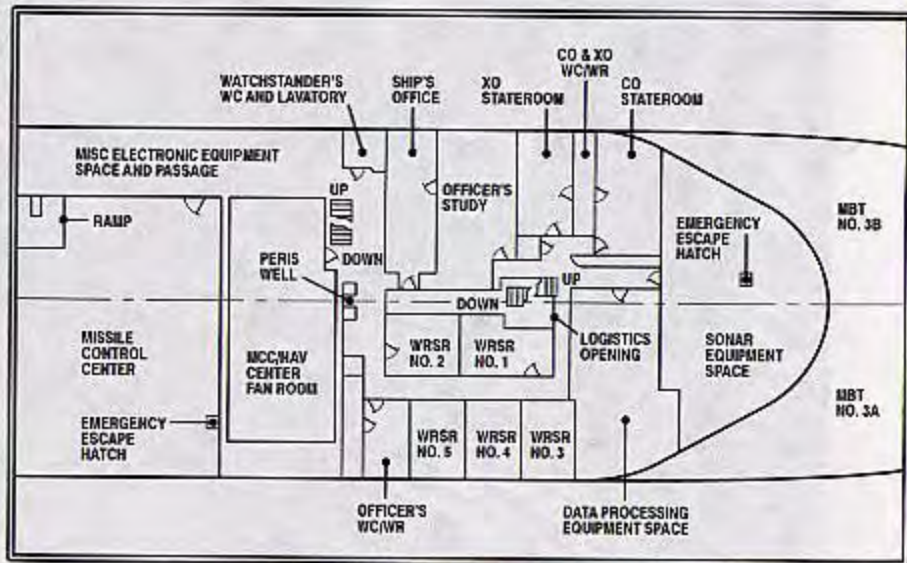 CO & XO
WC/WR
WATCHSTANDER'S
WC AND LAVATORY
SHIP'S
OFFICE
XO
STATEROOM
CO
STATEROOM
MISC ELECTRONIC EQUIPMENT
SPACE AND PASSAGE
UP
OFFICER'S
STUDY
RAMP
EMERGENCY
ESCAPE
HATCH
MBT
NO. 3B
PERIS
WELL
DOWN
UP
DOWN
MISSILE
CONTROL
CENTER
MCC/HAV
CENTER
FAN ROOM
WRSR
NO. 2
WRSR
NO. 1
LOGISTICS
OPENING
SONAR
EQUIPMENT
SPACE
MBT
NO. 3A
EMERGENCY
ESCAPE
HATCH
WRSR
NO. 5
WRSR
NO. 4
WRSR
NO. 3
OFFICER'S
WC/WR
DATA PROCESSING
EQUIPMENT SPACE